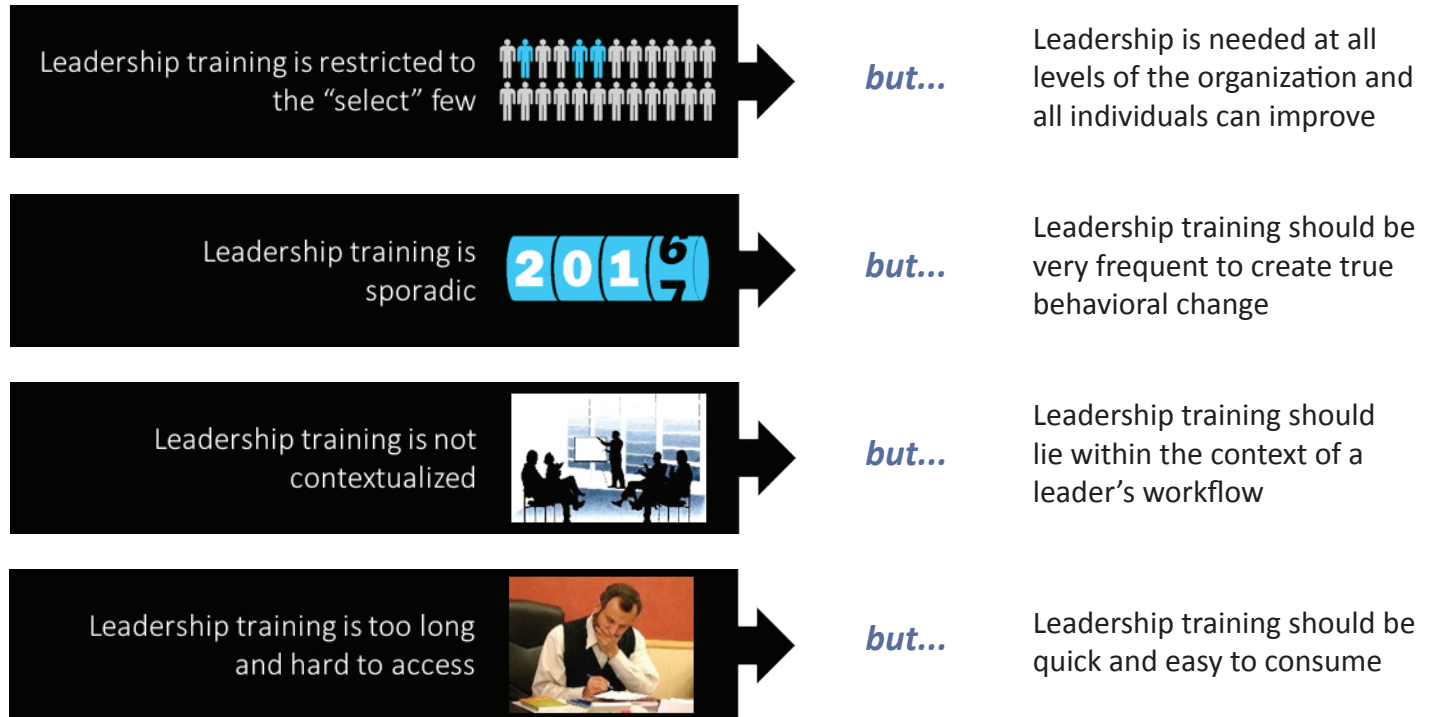 Leadership training is restricted to
the “select” few
but...
Leadership is needed at all
levels of the organization and
all individuals can improve
Leadership training is
sporadic
2016
7
but...
Leadership training should be
very frequent to create true
behavioral change
Leadership training is not
contextualized
but...
Leadership training should
lie within the context of a
leader’s workflow
Leadership training is too long
and hard to access
but...
Leadership training should be
quick and easy to consume